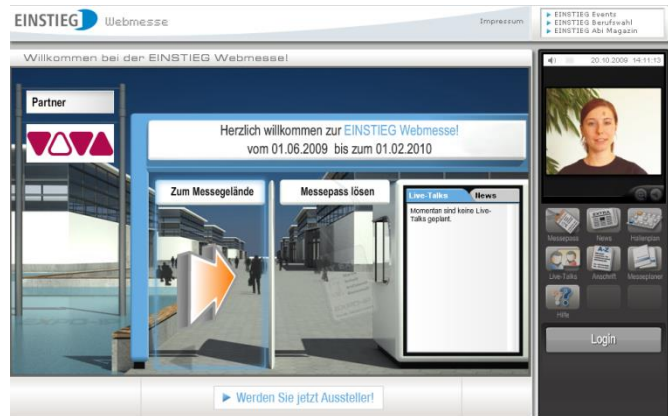 EINSTIEG Webmesse
Impressum
EINSTIEG Events
EINSTIEG Berufswahl
EINSTIEG Abi Magazin
Willkommen bei der EINSTIEG Webmesse!
20.10.2009 14:11:13
Partner
VIVA
Herzlich willkommen zur EINSTIEG Webmesse!
vom 01.06.2009 bis zum 01.02.2010
Zum Messegelände
Messepass lösen
Live-Talks
News
Momentan sind keine Live-
Talks geplant.
Messepass
News
Hallenplan
Live-Talks
Anschrift
Messeplaner
Hilfe
Login
Werden Sie jetzt Aussteller!